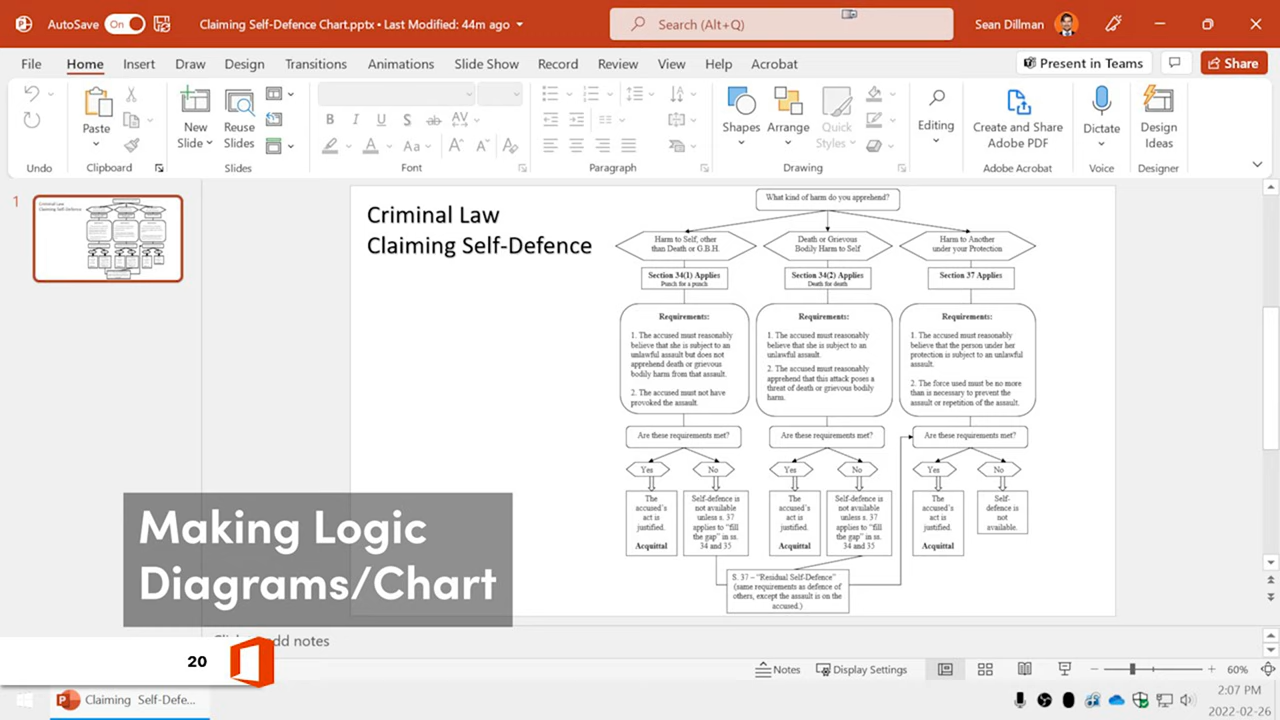 AutoSave On Claiming Self-Defence Chart.pptx • Last Modified: 44m ago Search (Alt+Q) Sean Dillman
File Home Insert Draw Design Transitions Animations Slide Show Record Review View Help Acrobat Present in Teams Share
Paste New Slide Reuse Slides Shapes Arrange Quick Styles Editing Create and Share Adobe PDF Dictate Design Ideas
B I U S ab AV Aa A A A
Undo Clipboard Slides Font Paragraph Drawing Adobe Acrobat Voice Designer
1
Criminal Law
Claiming Self-Defence
What kind of harm do you apprehend?
Harm to Self, other
than Death or G.B.H.
Death or Grievous
Bodily Harm to Self
Harm to Another
under your Protection
Section 34(1) Applies
Punch for a punch
Section 34(2) Applies
Death for death
Section 37 Applies
Requirements:
1. The accused must reasonably
believe that she is subject to an
unlawful assault but does not
apprehend death or grievous
bodily harm from that assault.
2. The accused must not have
provoked the assault.
Requirements:
1. The accused must reasonably
believe that she is subject to an
unlawful assault.
2. The accused must reasonably
apprehend that this attack poses a
threat of death or grievous bodily
harm.
Requirements:
1. The accused must reasonably
believe that the person under her
protection is subject to an unlawful
assault.
2. The force used must be no more
than is necessary to prevent the
assault or repetition of the assault.
Are these requirements met?
Are these requirements met?
Are these requirements met?
Yes No Yes No Yes No
The
accused's
act is
justified.
Acquittal
Self-defence is
not available
unless s. 37
applies to "fill
the gap" in ss.
34 and 35
The
accused's
act is
justified.
Acquittal
Self-defence is
not available
unless s. 37
applies to "fill
the gap" in ss.
34 and 35
The
accused's
act is
justified.
Acquittal
Self-
defence is
not
available.
S. 37 – "Residual Self-Defence"
(same requirements as defence of
others, except the assault is on the
accused.)
Making Logic
Diagrams/Chart
add notes
20
Notes Display Settings 60%
Claiming Self-Defe...
2:07 PM
2022-02-26